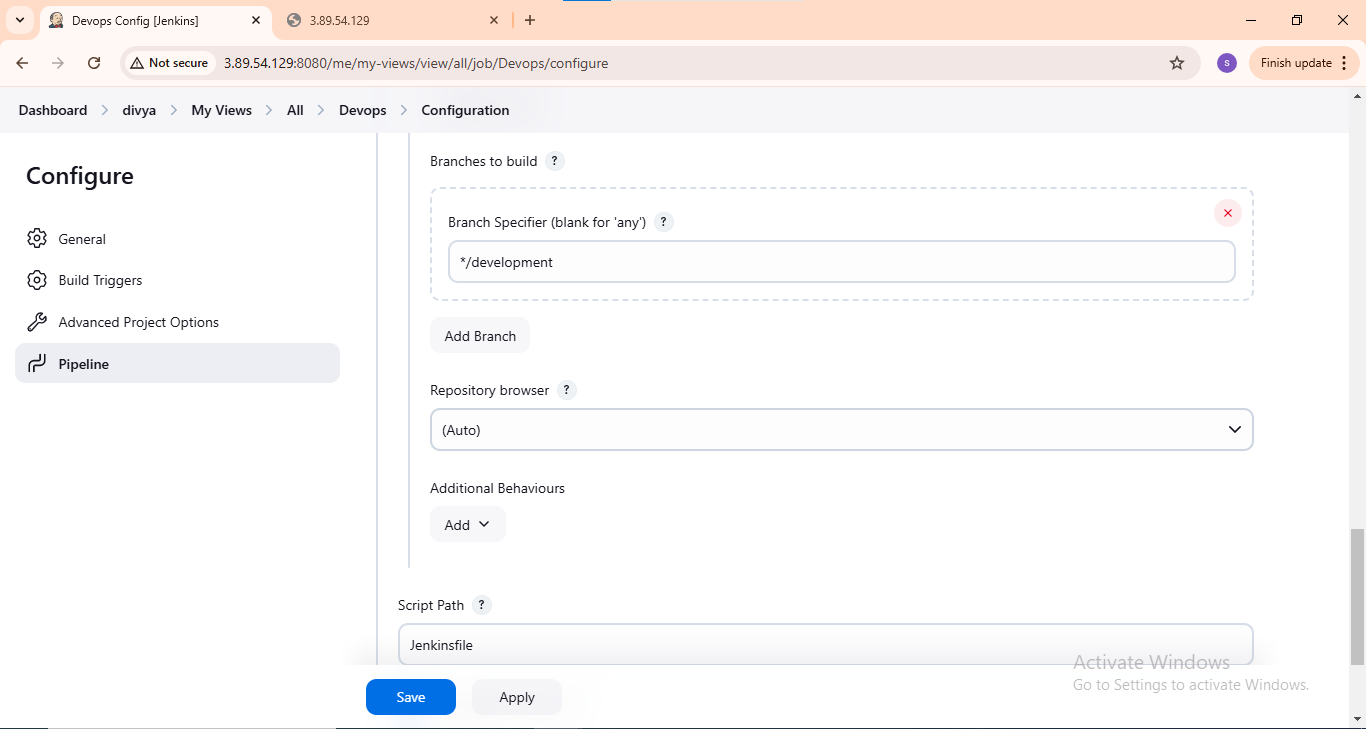 Devops Config [Jenkins]
3.89.54.129
Not secure
3.89.54.129:8080/me/my-views/view/all/job/Devops/configure
S
Finish update
Dashboard > divya > My Views > All > Devops > Configuration
Configure
General
Build Triggers
Advanced Project Options
Pipeline
Branches to build ?
Branch Specifier (blank for 'any') ?
*/development
Add Branch
Repository browser ?
(Auto)
Additional Behaviours
Add
Script Path ?
Jenkinsfile
Save
Apply
Activate Windows
Go to Settings to activate Windows.